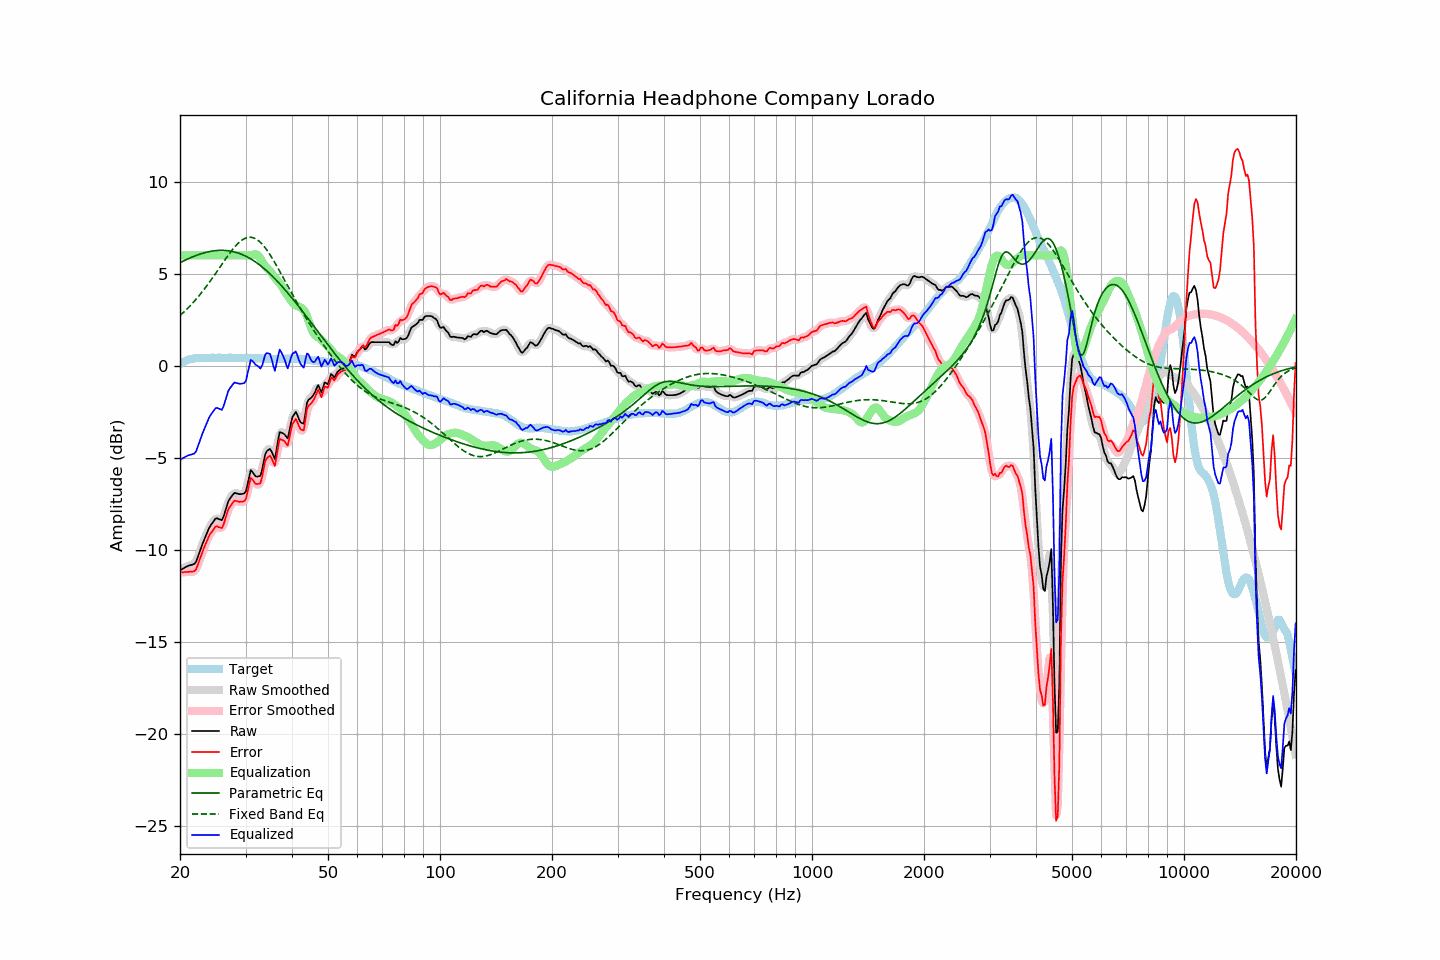 California Headphone Company Lorado
Amplitude (dBr)
10
5
0
−5
−10
−15
−20
−25
Target
Raw Smoothed
Error Smoothed
Raw
Error
Equalization
Parametric Eq
Fixed Band Eq
Equalized
20
50
100
200
500
1000
2000
5000
10000
20000
Frequency (Hz)